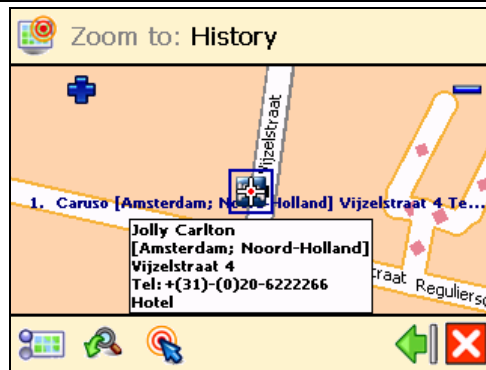 Zoom to: History
Vijzelstraat
1. Caruso [Amsterdam; Noord-Holland] Vijzelstraat 4 Te...
Jolly Carlton
[Amsterdam; Noord-Holland]
Vijzelstraat 4
Tel: +(31)-(0)20-6222266
Hotel
traat Reguliersd